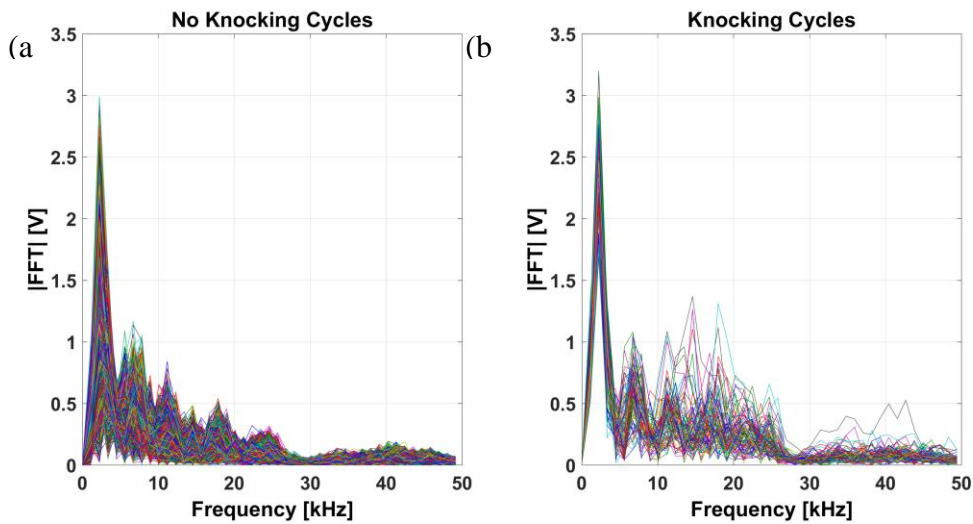 (a
No Knocking Cycles
3.5
3
2.5
2
1.5
1
0.5
0
|FFT| [V]
0 10 20 30 40 50
Frequency [kHz]
(b
Knocking Cycles
3.5
3
2.5
2
1.5
1
0.5
0
|FFT| [V]
0 10 20 30 40 50
Frequency [kHz]